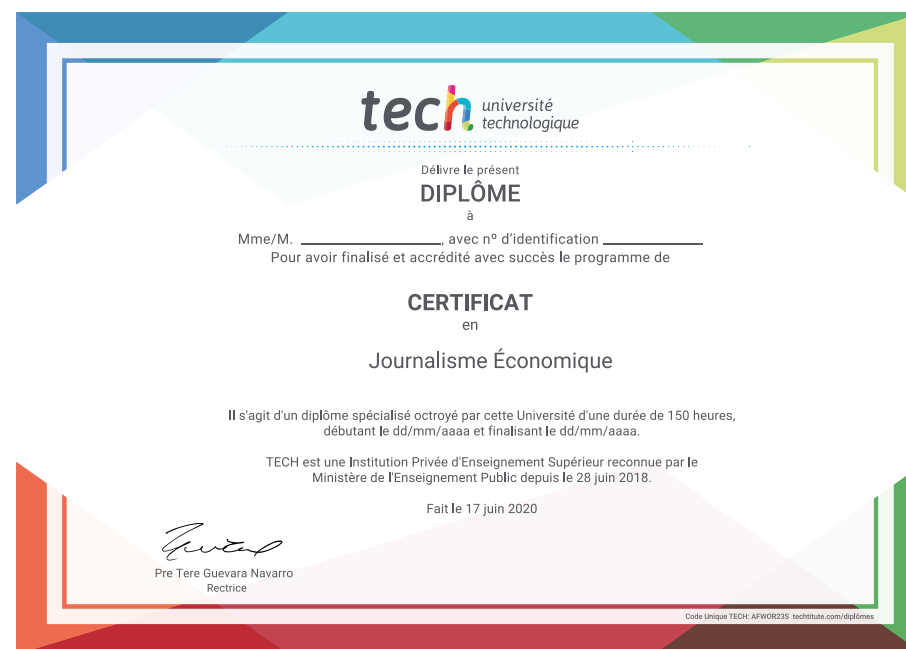 tech université
technologique
Délivre le présent
DIPLÔME
à
Mme/M. ____________________, avec nº d'identification ______________
Pour avoir finalisé et accrédité avec succès le programme de
CERTIFICAT
en
Journalisme Économique
Il s'agit d'un diplôme spécialisé octroyé par cette Université d'une durée de 150 heures,
débutant le dd/mm/aaaa et finalisant le dd/mm/aaaa.
TECH est une Institution Privée d'Enseignement Supérieur reconnue par le
Ministère de l'Enseignement Public depuis le 28 juin 2018.
Fait le 17 juin 2020
Pre Tere Guevara Navarro
Rectrice
Code Unique TECH: AFWOR23S techtitute.com/diplômes